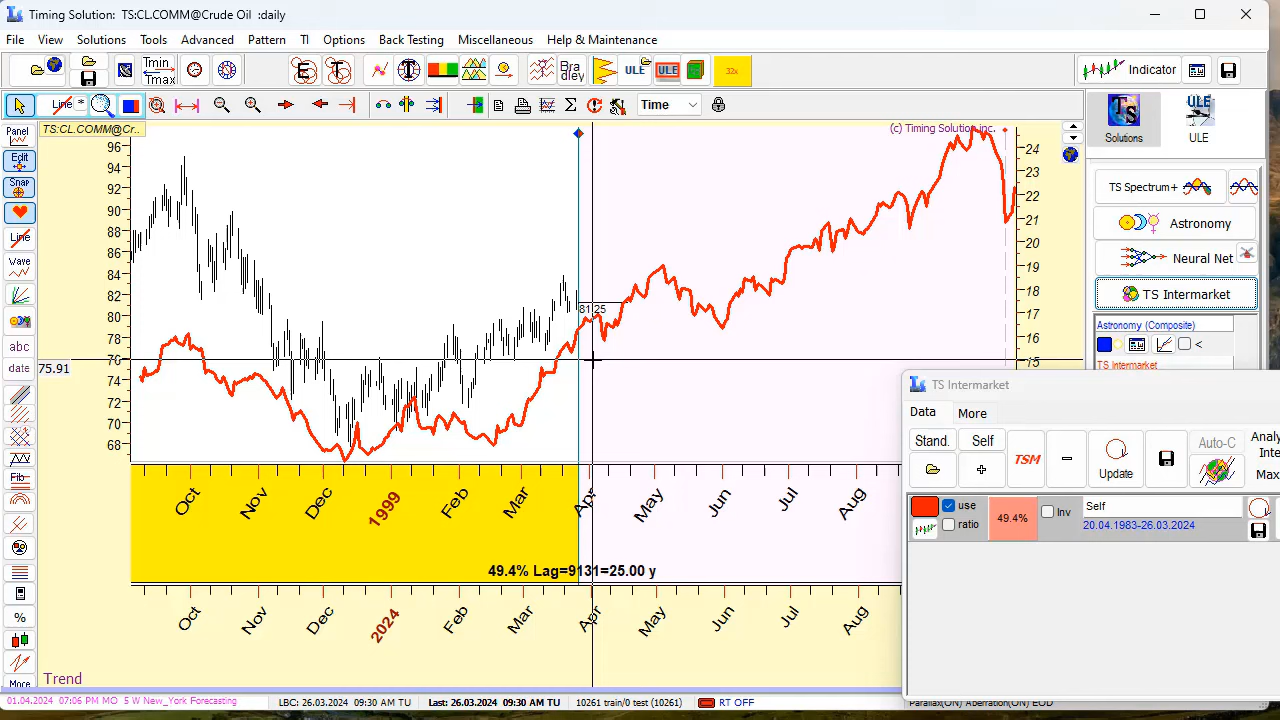 Timing Solution: TS:CL.COMM@Crude Oil :daily
File View Solutions Tools Advanced Pattern TI Options Back Testing Miscellaneous Help & Maintenance
Tmin
Tmax
E T T
Bra
dley
ULE
ULE
32x
Indicator
Line *
Time
Solutions
ULE
TS Spectrum+
Astronomy
Neural Net
TS Intermarket
Astronomy (Composite)
<
TS Intermarket
Panel
Edit
Snap
Line
Wave
abc
date
Fib
%
More
TS:CL.COMM@Cr...
(c) Timing Solution.inc.
96
94
92
90
88
86
84
82
80
78
76
74
72
70
68
24
23
22
21
20
19
18
17
16
15
81.25
75.91
Oct Nov Dec 1999 Feb Mar Apr May Jun Jul Aug
49.4% Lag=9131=25.00 y
Oct Nov Dec 2024 Feb Mar Apr May Jun Jul Aug
Trend
TS Intermarket
Data More
Stand. Self
TSM
Update
Auto-C
Analy
Inte
Max
use
ratio
49.4%
Inv
Self
20.04.1983-26.03.2024
01.04.2024 07:06 PM MO 5 W New_York Forecasting
LBC: 26.03.2024 09:30 AM TU
Last: 26.03.2024 09:30 AM TU
10261 train/0 test (10261)
RT OFF
Parallax(ON) Aberration(ON) EOD